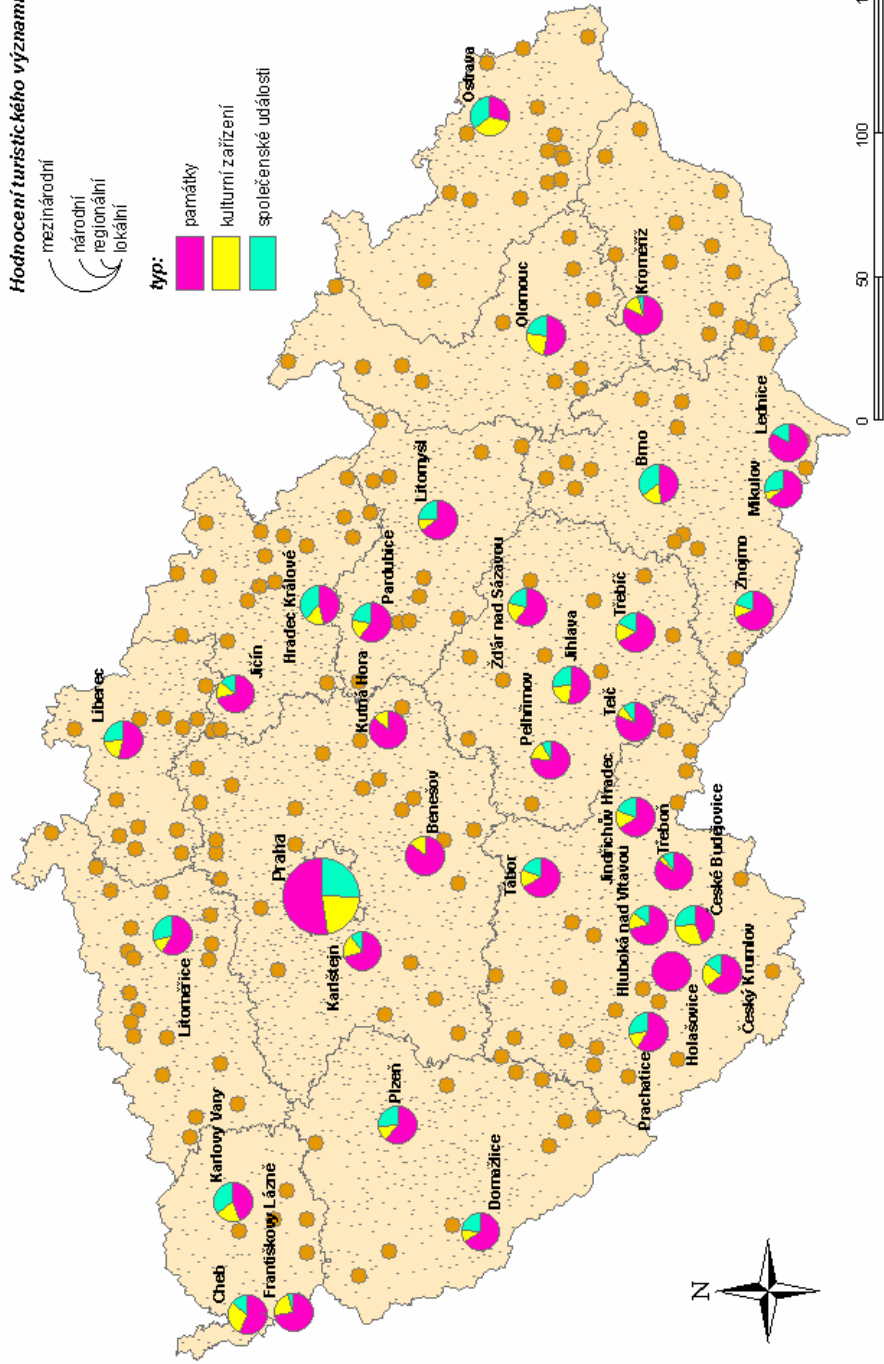 Hodnocení turistického význam
mezinárodní
národní
regionální
lokální
typ:
památky
kulturní zařízení
společenské události
Liberec
Litoměřice
Jičín
Karlovy Vary
Cheb
Františkovy Lázně
Hradec Králové
Praha
Karlštejn
Kutná Hora
Pardubice
Litomyšl
Ostrava
Plzeň
Benešov
Domažlice
Tábor
Pelhřimov
Žďár nad Sázavou
Jihlava
Olomouc
Kroměříž
Brno
Třebíč
Telč
Jindřichův Hradec
Třeboň
Hluboká nad Vltavou
České Budějovice
Prachatice
Holašovice
Český Krumlov
Znojmo
Mikulov
Lednice
N
0
50
100